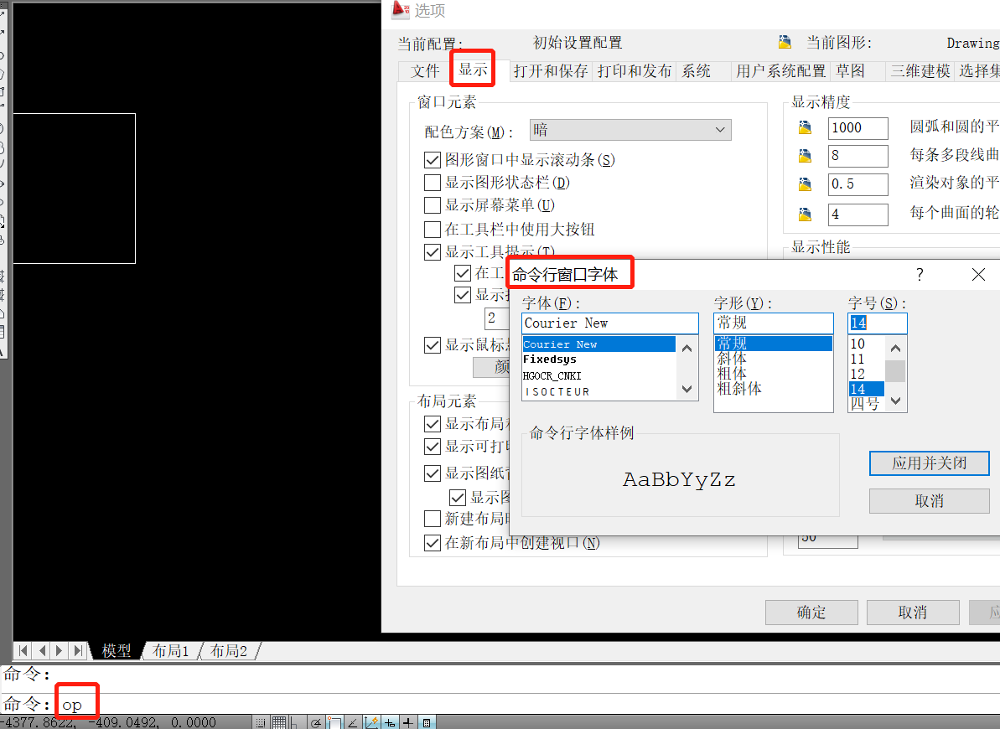 选项
当前配置: 初始设置配置 当前图形: Drawing
文件 显示 打开和保存 打印和发布 系统 用户系统配置 草图 三维建模 选择集
窗口元素
配色方案(M): 暗
图形窗口中显示滚动条(S)
显示图形状态栏(D)
显示屏幕菜单(U)
在工具栏中使用大按钮
显示工具提示(T)
在工
显示扌
2
显示鼠标悬
颜
布局元素
显示布局和
显示可打印
显示图纸背
显示图
新建布局时
在新布局中创建视口(N)
显示精度
1000 圆弧和圆的平
8 每条多段线曲
0.5 渲染对象的平
4 每个曲面的轮
显示性能
命令行窗口字体 ?
字体(F): 字形(Y): 字号(S):
Courier New 常规 14
Courier New
Fixedsys
HGOCR_CNKI
ISOCTEUR
常规
斜体
粗体
粗斜体
10
11
12
14
四号
命令行字体样例
AaBbYyZz
应用并关闭
取消
50
确定 取消 应
模型 布局1 布局2
命令:
命令: op
-4377.8622, -409.0492, 0.0000